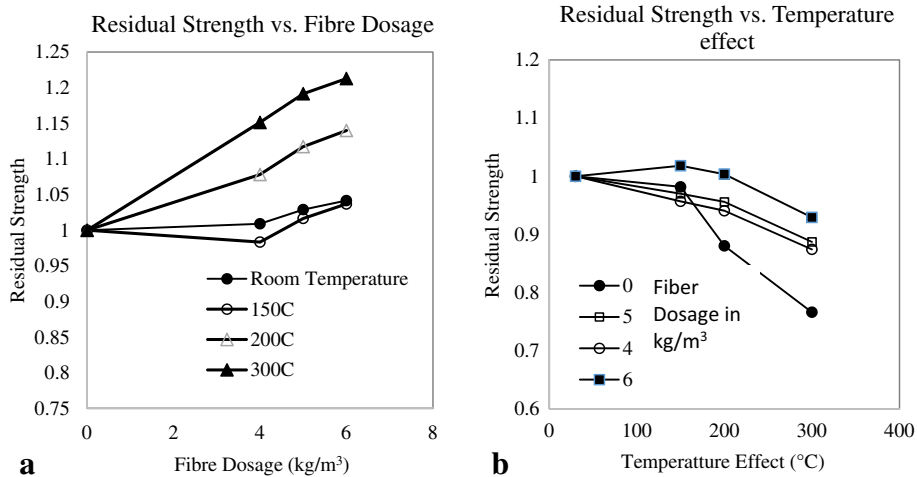 Residual Strength vs. Fibre Dosage
1.25
1.2
1.15
1.1
1.05
1
0.95
0.9
0.85
0.8
0.75
Residual Strength
Room Temperature
150C
200C
300C
0
2
4
6
8
a
Fibre Dosage (kg/m³)
Residual Strength vs. Temperature
effect
1.2
1.1
1
0.9
0.8
0.7
0.6
Residual Strength
0
5
4
6
Fiber
Dosage in
kg/m³
0
100
200
300
400
b
Temperatture Effect (°C)